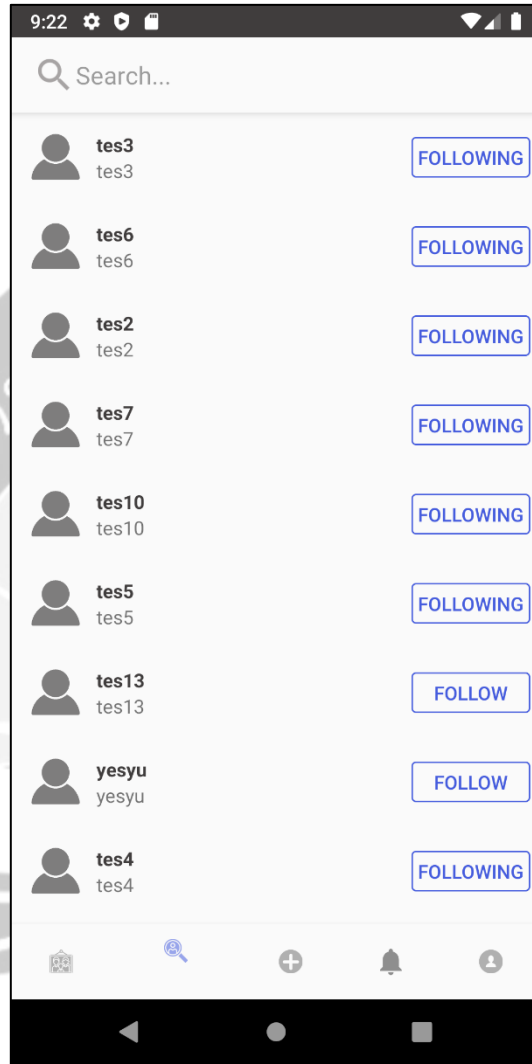 9:22
Search...
tes3
tes3
FOLLOWING
tes6
tes6
FOLLOWING
tes2
tes2
FOLLOWING
tes7
tes7
FOLLOWING
tes10
tes10
FOLLOWING
tes5
tes5
FOLLOWING
tes13
tes13
FOLLOW
yesyu
yesyu
FOLLOW
tes4
tes4
FOLLOWING